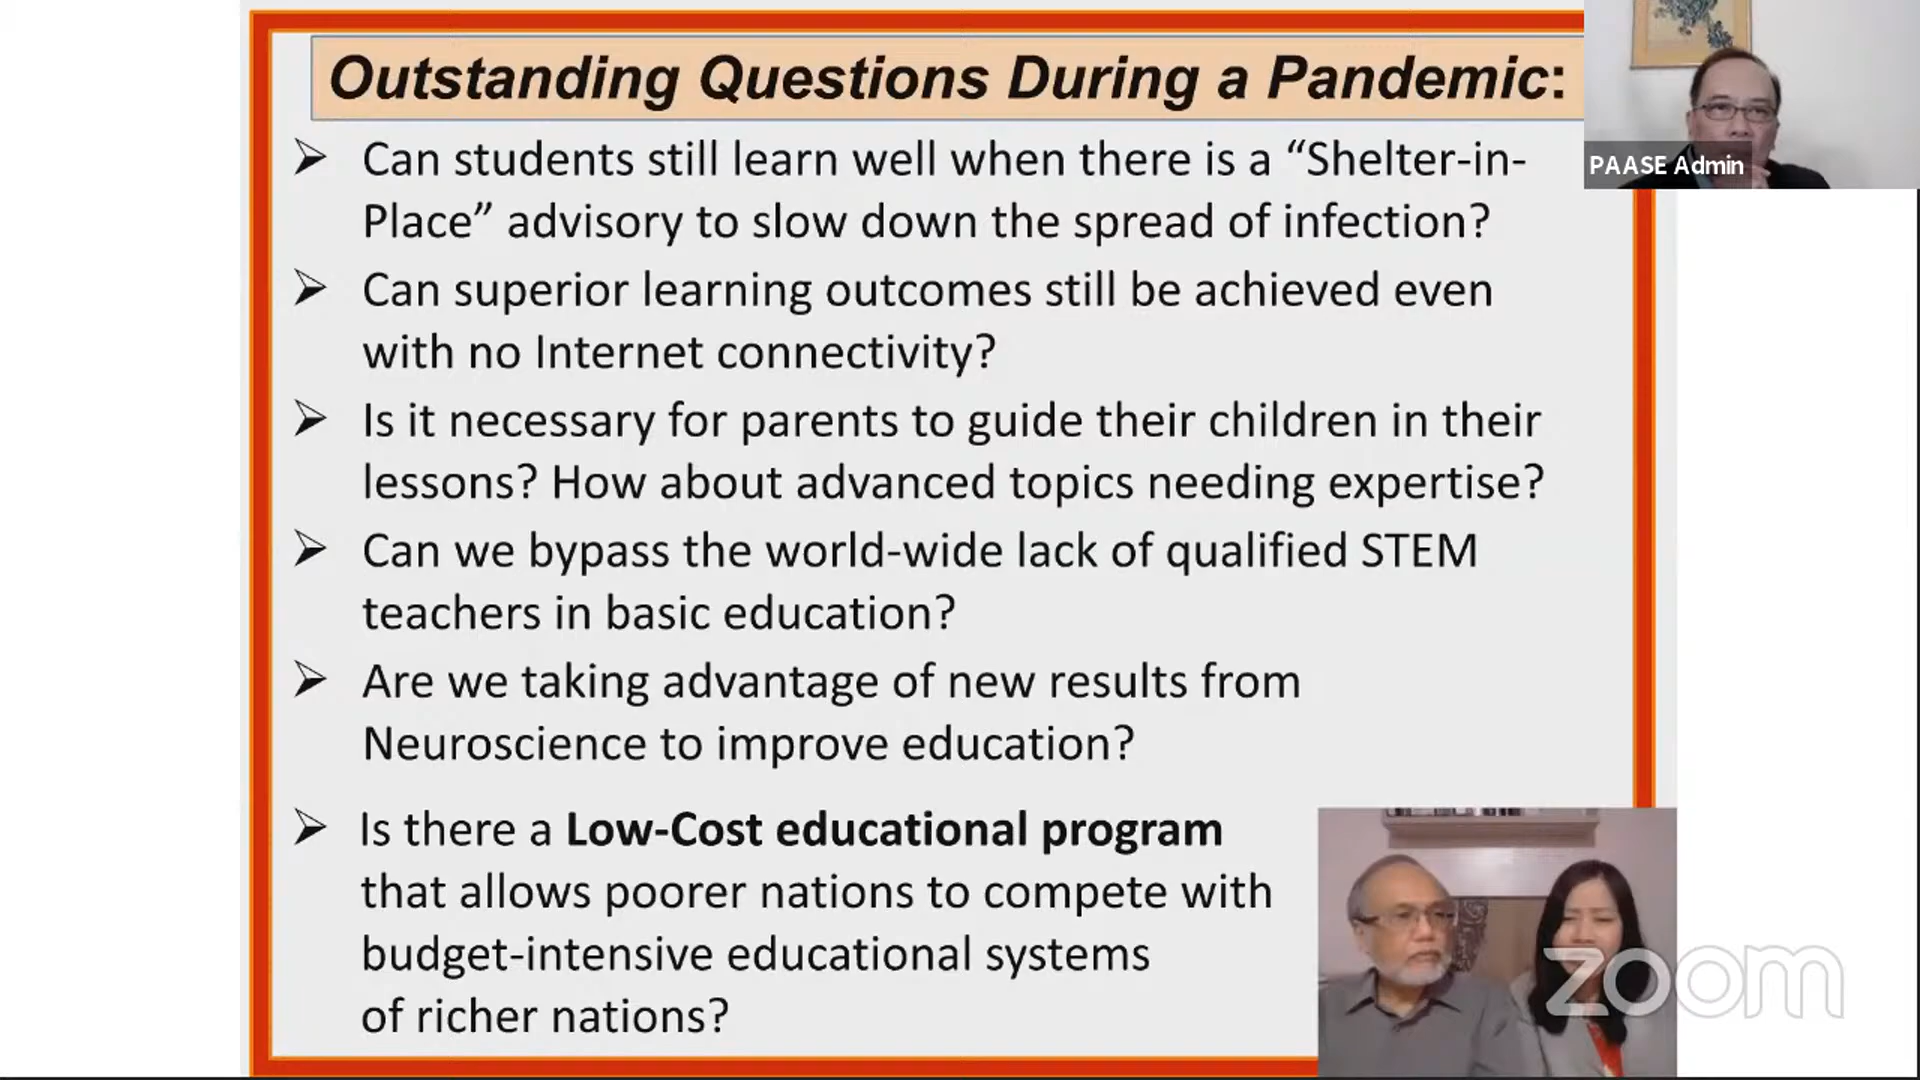 Outstanding Questions During a Pandemic:
PAASE Admin
Can students still learn well when there is a “Shelter-in-
Place” advisory to slow down the spread of infection?
Can superior learning outcomes still be achieved even
with no Internet connectivity?
Is it necessary for parents to guide their children in their
lessons? How about advanced topics needing expertise?
Can we bypass the world-wide lack of qualified STEM
teachers in basic education?
Are we taking advantage of new results from
Neuroscience to improve education?
Is there a Low-Cost educational program
that allows poorer nations to compete with
budget-intensive educational systems
of richer nations?
zoom